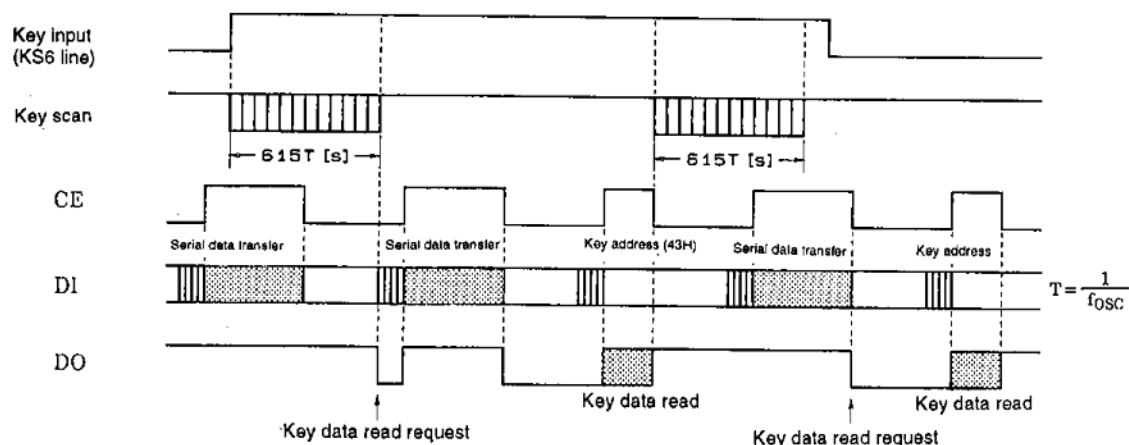 Key input
(KS6 line)
Key scan
615T [s]
615T [s]
CE
Serial data transfer
Serial data transfer
Key address (43H)
Serial data transfer
Key address
DI
T = 1/fOSC
DO
Key data read
Key data read
Key data read request
Key data read request